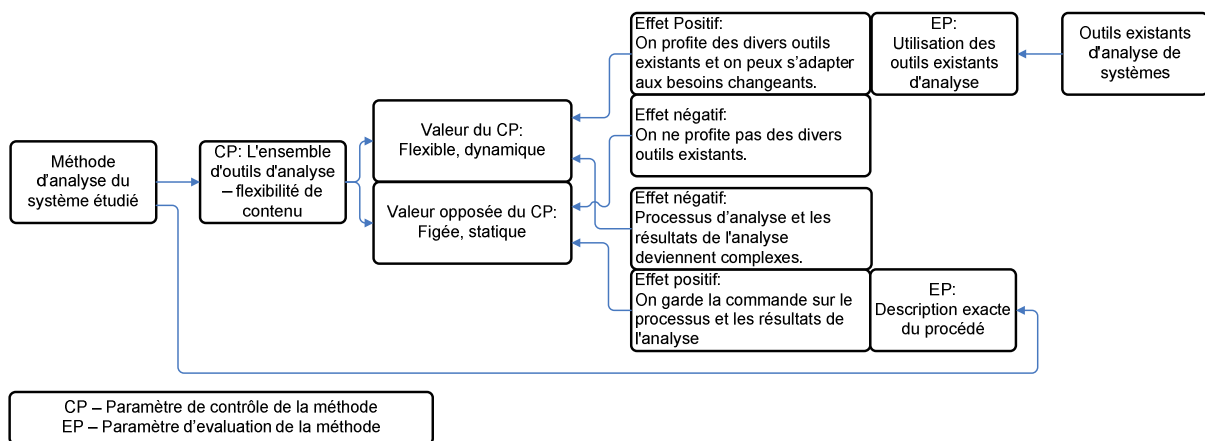 Méthode
d'analyse du
système étudié
CP: L'ensemble
d'outils d'analyse
– flexibilité de
contenu
Valeur du CP:
Flexible, dynamique
Valeur opposée du CP:
Figée, statique
Effet Positif:
On profite des divers outils
existants et on peux s'adapter
aux besoins changeants.
EP:
Utilisation des
outils existants
d'analyse
Outils existants
d'analyse de
systèmes
Effet négatif:
On ne profite pas des divers
outils existants.
Effet négatif:
Processus d'analyse et les
résultats de l'analyse
deviennent complexes.
Effet positif:
On garde la commande sur le
processus et les résultats de
l'analyse
EP:
Description exacte
du procédé
CP – Paramètre de contrôle de la méthode
EP – Paramètre d'evaluation de la méthode